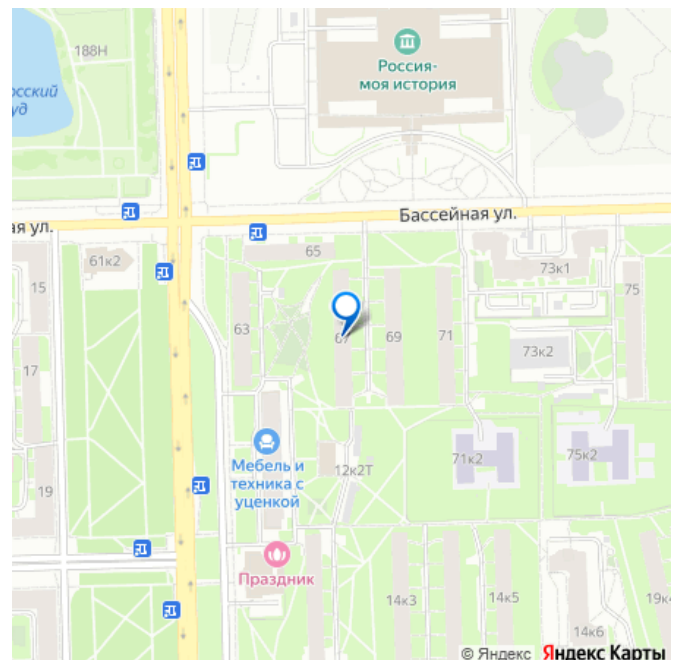 188Н
Россия-
моя история
осский
уд
Бассейная ул.
ая ул.
61к2
65
15
73к1
75
63
67
69
71
17
73к2
Мебель и
техника с
уценкой
12к2Т
71к2
75к2
19
Праздник
14к3
14к5
19к
14к6
© Яндекс Яндекс Карты